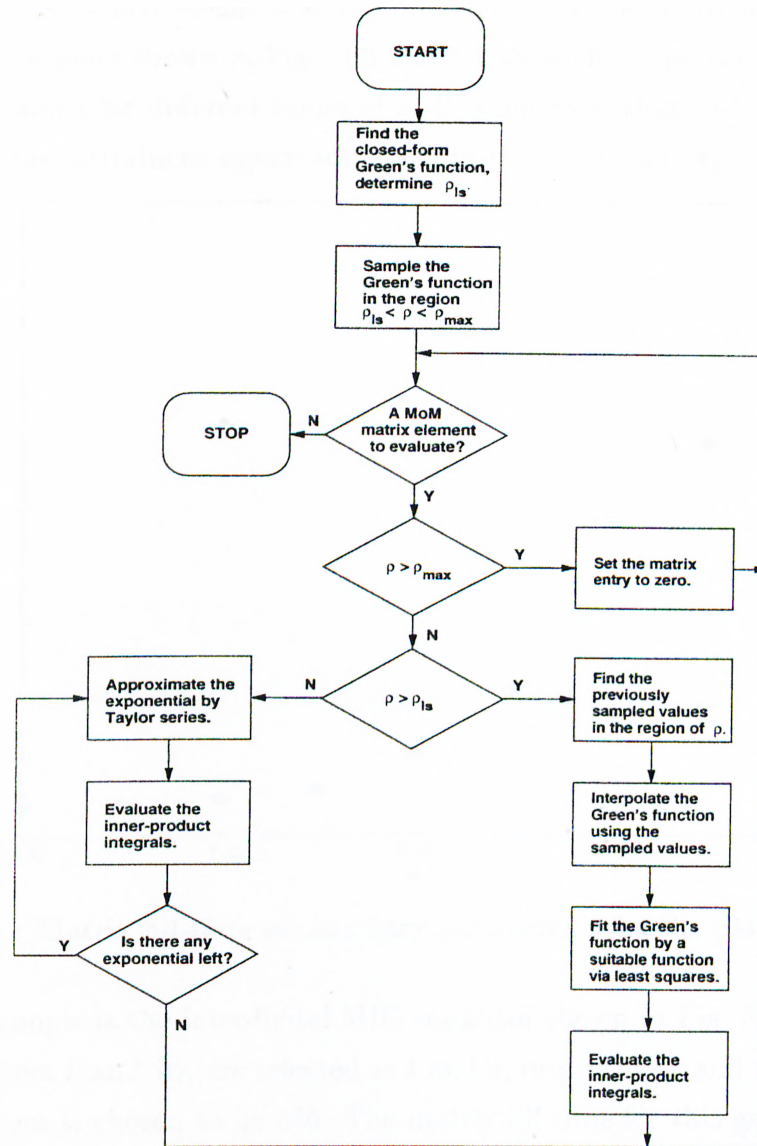 START
Find the
closed-form
Green's function,
determine ρls.
Sample the
Green's function
in the region
ρls < ρ < ρmax
A MoM
matrix element
to evaluate?
N
STOP
Y
ρ > ρmax
Y
Set the matrix
entry to zero.
N
ρ > ρls
N
Approximate the
exponential by
Taylor series.
Evaluate the
inner-product
integrals.
Is there any
exponential left?
Y
N
Y
Find the
previously
sampled values
in the region of ρ.
Interpolate the
Green's function
using the
sampled values.
Fit the Green's
function by a
suitable function
via least squares.
Evaluate the
inner-product
integrals.